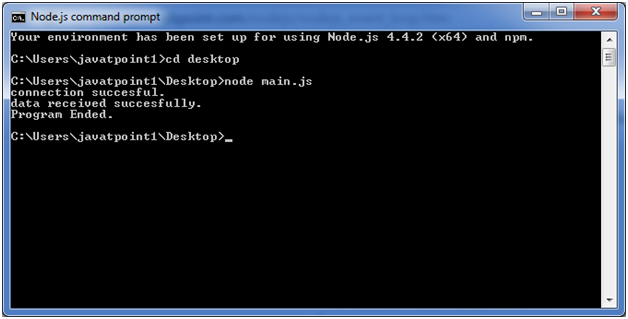 Node.js command prompt
Your environment has been set up for using Node.js 4.4.2 (x64) and npm.
C:\Users\javatpoint1>cd desktop
C:\Users\javatpoint1\Desktop>node main.js
connection succesful.
data received succesfully.
Program Ended.
C:\Users\javatpoint1\Desktop>_